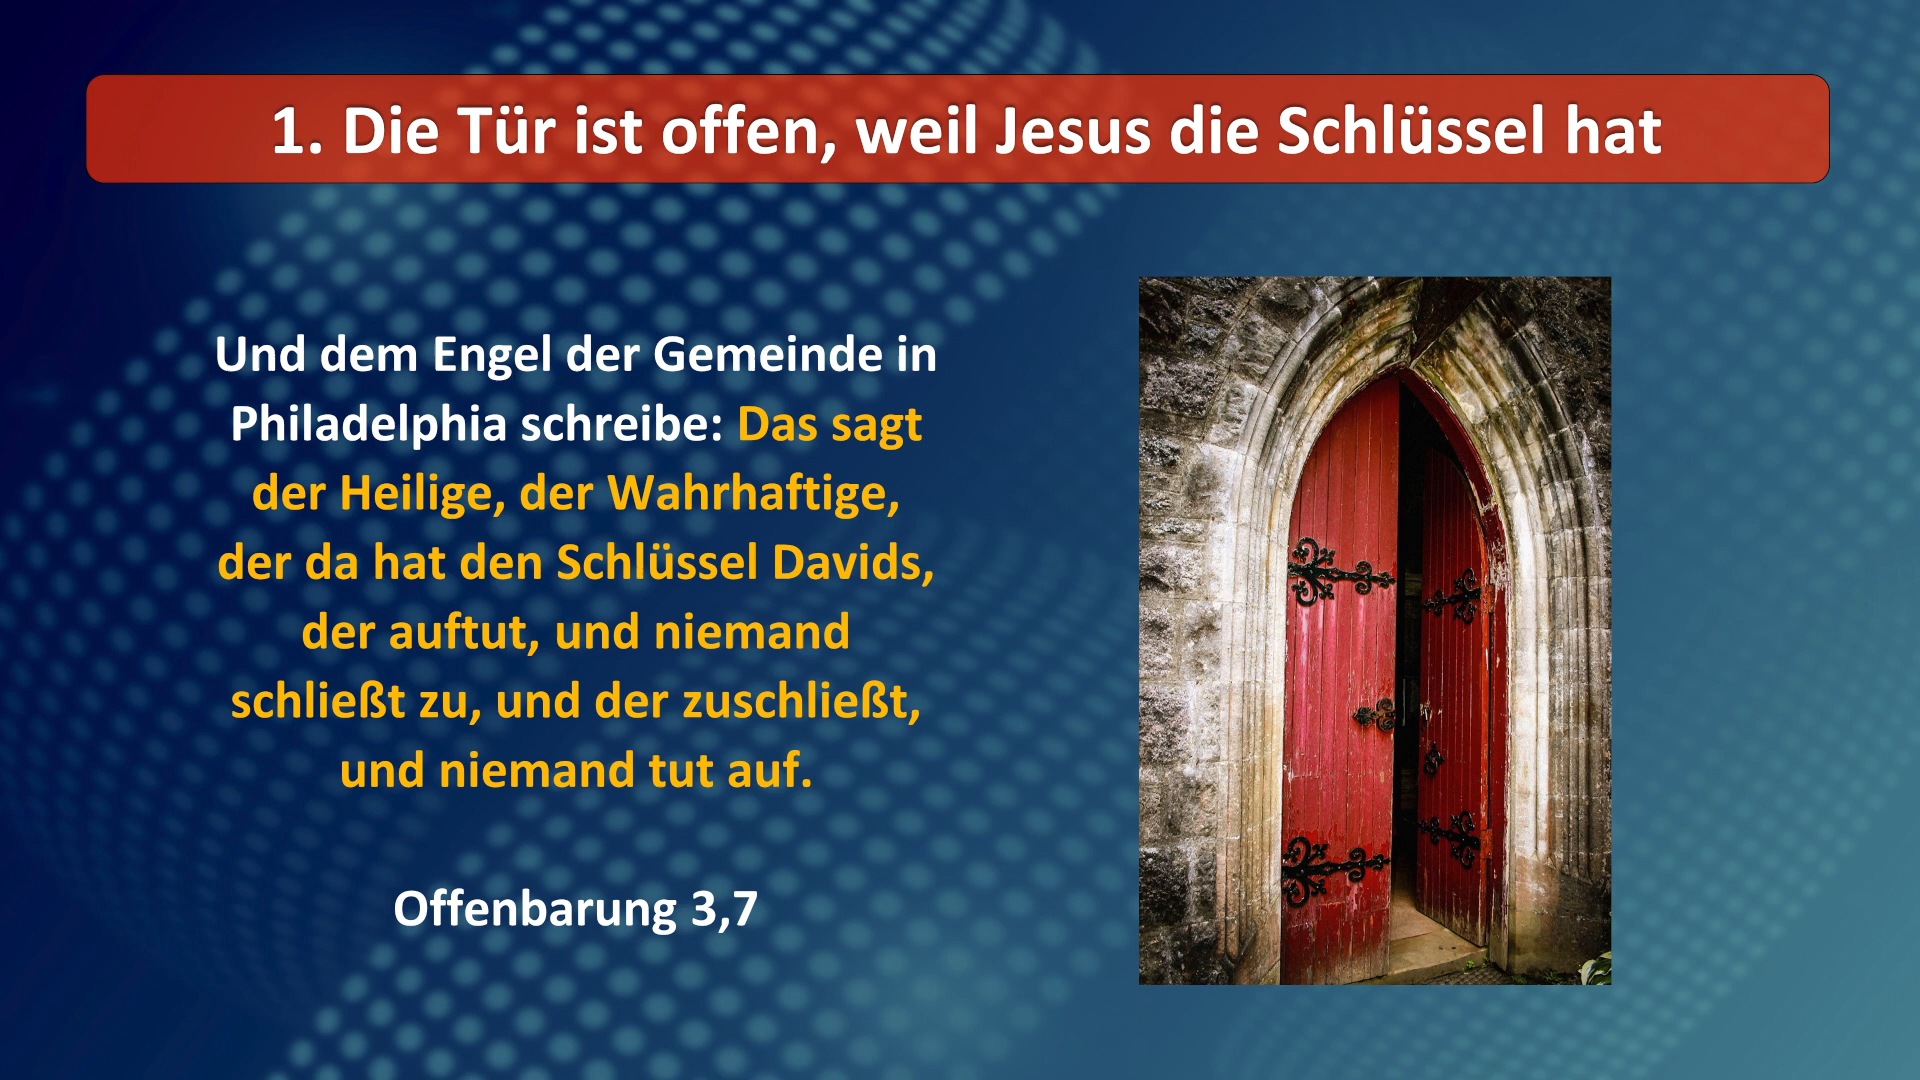 1. Die Tür ist offen, weil Jesus die Schlüssel hat
Und dem Engel der Gemeinde in
Philadelphia schreibe: Das sagt
der Heilige, der Wahrhaftige,
der da hat den Schlüssel Davids,
der auftut, und niemand
schließt zu, und der zuschließt,
und niemand tut auf.
Offenbarung 3,7